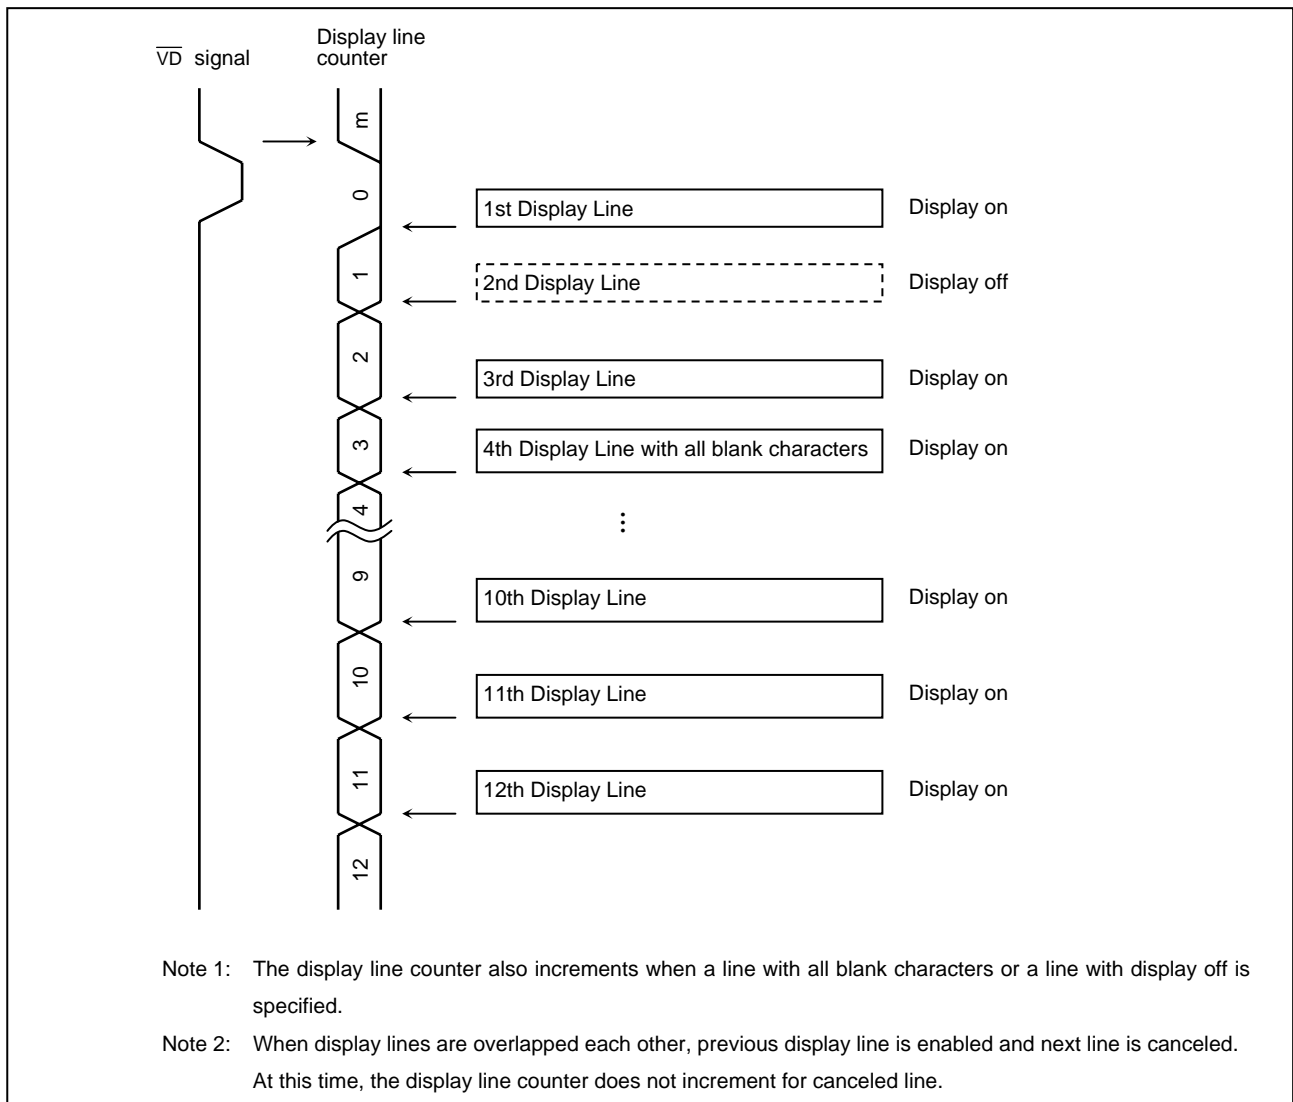 Display line
VD signal counter
m
0
1st Display Line Display on
1
2nd Display Line Display off
2
3rd Display Line Display on
3
4th Display Line with all blank characters Display on
4
⋮
9
10th Display Line Display on
10
11th Display Line Display on
11
12th Display Line Display on
12
Note 1: The display line counter also increments when a line with all blank characters or a line with display off is
specified.
Note 2: When display lines are overlapped each other, previous display line is enabled and next line is canceled.
At this time, the display line counter does not increment for canceled line.